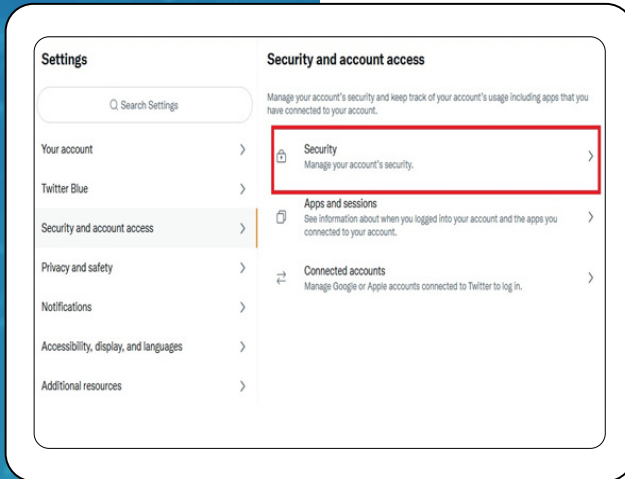 Settings
Search Settings
Your account
Twitter Blue
Security and account access
Privacy and safety
Notifications
Accessibility, display, and languages
Additional resources
Security and account access
Manage your account's security and keep track of your account's usage including apps that you
have connected to your account.
Security
Manage your account's security.
Apps and sessions
See information about when you logged into your account and the apps you
connected to your account.
Connected accounts
Manage Google or Apple accounts connected to Twitter to log in.